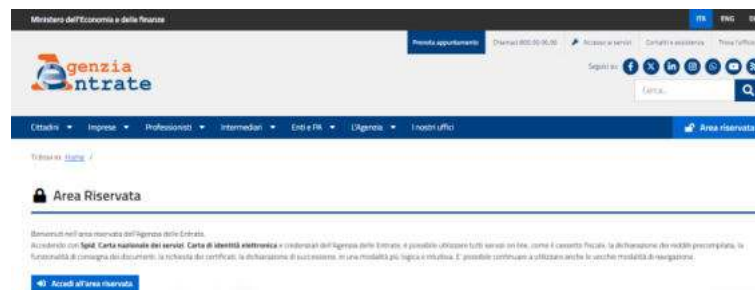 Ministero dell'Economia e delle Finanze
ITA ENG
Prenota appuntamento Chiamaci 800.90.96.96 Accesso ai servizi Contatti e assistenza Trova l'ufficio
Agenzia
Entrate
Seguici su
Cerca...
Cittadini Imprese Professionisti Intermediari Enti e PA L'Agenzia I nostri uffici Area riservata
Ti trovi in: Home /
Area Riservata
Benvenuti nell'area riservata dell'Agenzia delle Entrate.
Accedendo con Spid, Carta nazionale dei servizi, Carta di identità elettronica e credenziali dell'Agenzia delle Entrate, è possibile utilizzare tutti i servizi on line, come il cassetto fiscale, la dichiarazione dei redditi precompilata, la
funzionalità di consegna dei documenti, la richiesta dei certificati, la dichiarazione di successione, in una modalità più logica e intuitiva. E' possibile continuare a utilizzare anche le vecchie modalità di navigazione.
Accedi all'area riservata